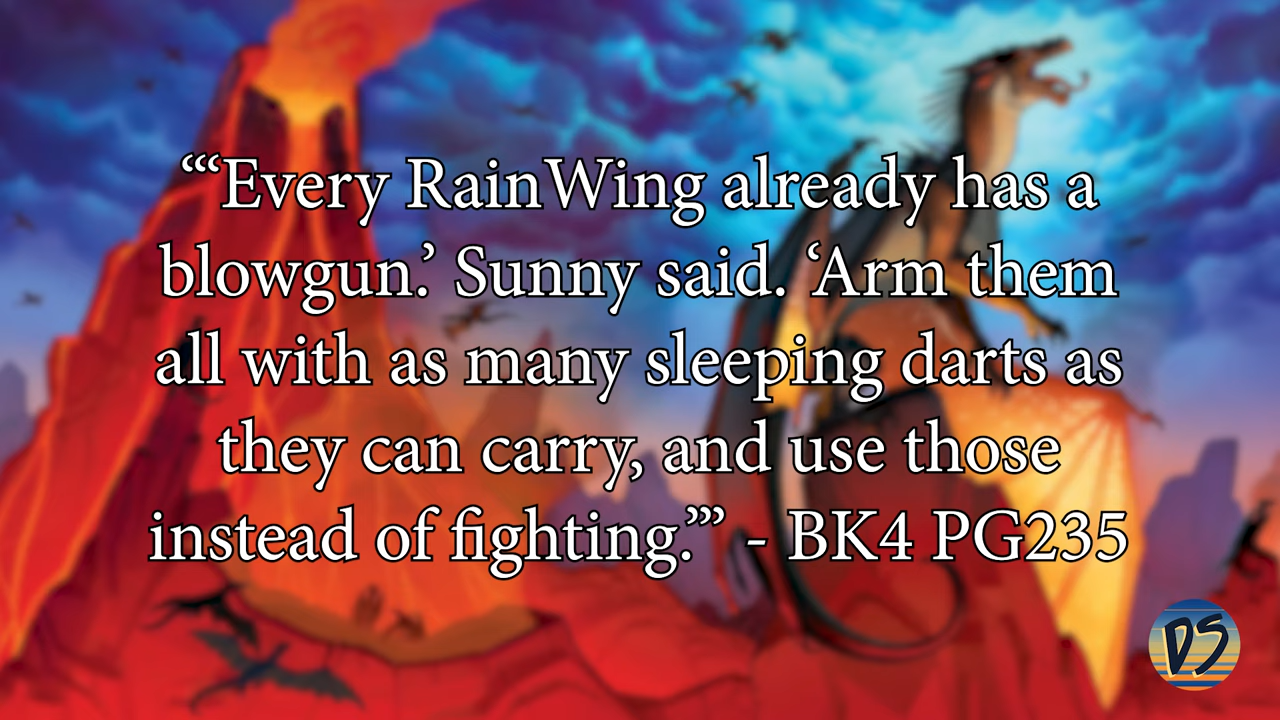 “‘Every RainWing already has a
blowgun.’ Sunny said. ‘Arm them
all with as many sleeping darts as
they can carry, and use those
instead of fighting.’” - BK4 PG235
DS